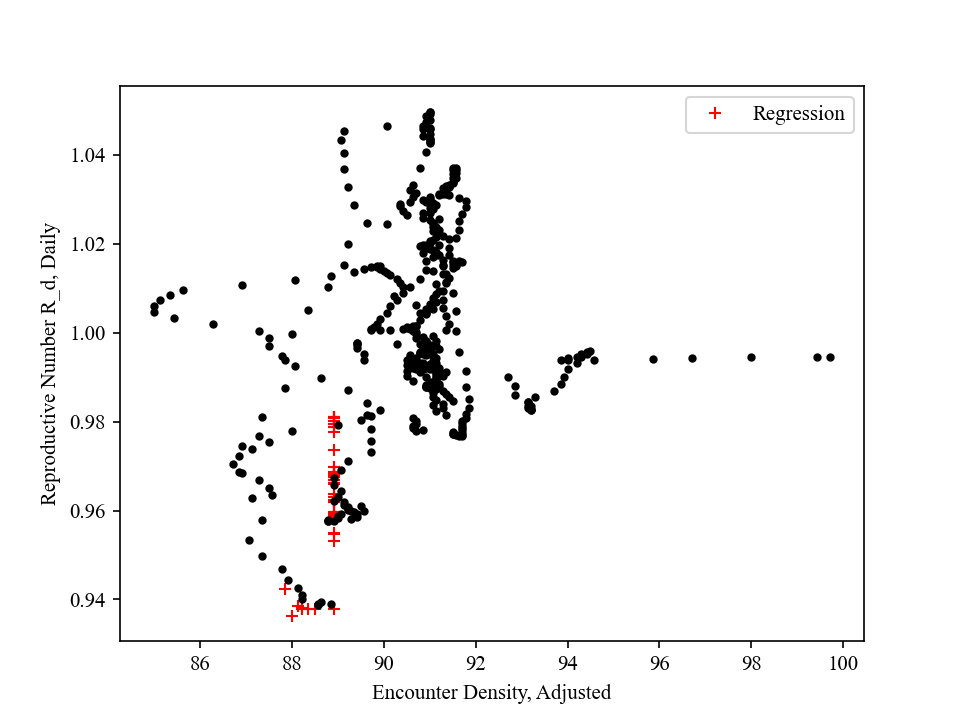 Regression
1.04
1.02
1.00
0.98
0.96
0.94
Reproductive Number R_d, Daily
86 88 90 92 94 96 98 100
Encounter Density, Adjusted